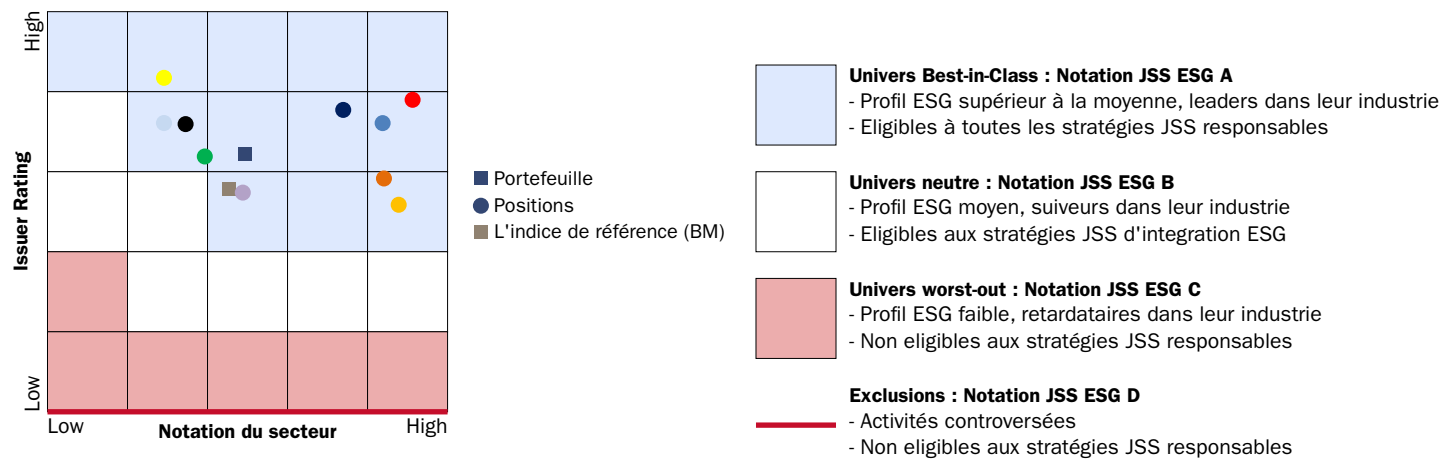 High
Issuer Rating
Low
Low
Notation du secteur
High
Portefeuille
Positions
L'indice de référence (BM)
Univers Best-in-Class : Notation JSS ESG A
- Profil ESG supérieur à la moyenne, leaders dans leur industrie
- Eligibles à toutes les stratégies JSS responsables
Univers neutre : Notation JSS ESG B
- Profil ESG moyen, suiveurs dans leur industrie
- Eligibles aux stratégies JSS d'integration ESG
Univers worst-out : Notation JSS ESG C
- Profil ESG faible, retardataires dans leur industrie
- Non eligibles aux stratégies JSS responsables
Exclusions : Notation JSS ESG D
- Activités controversées
- Non eligibles aux stratégies JSS responsables